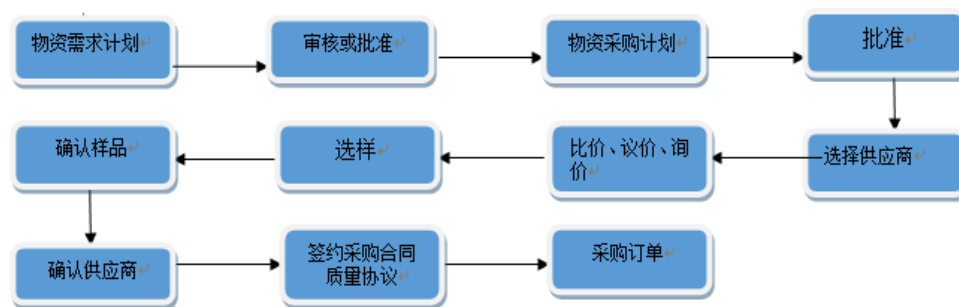 物资需求计划
审核或批准
物资采购计划
批准
确认样品
选样
比价、议价、询
价
选择供应商
确认供应商
签约采购合同
质量协议
采购订单